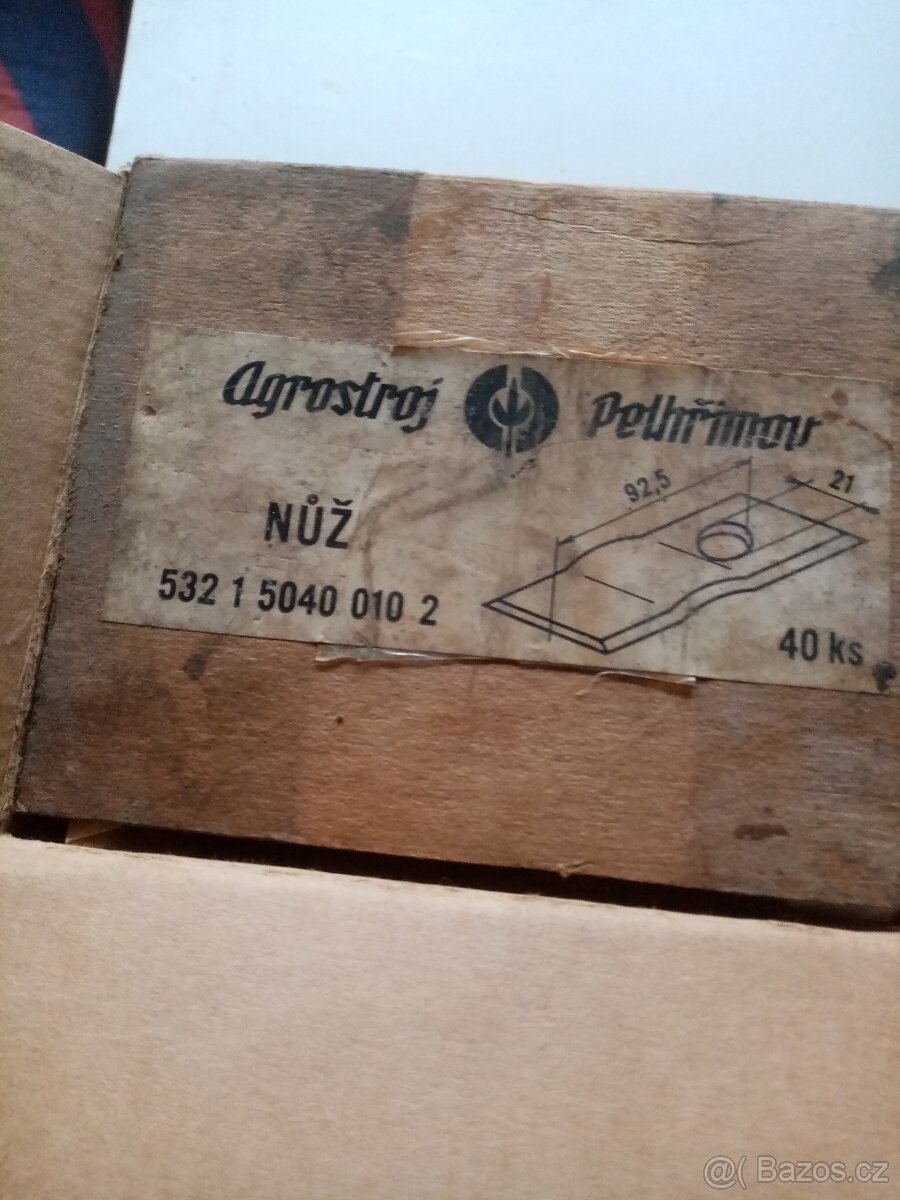 Agrostroj Pelhřimov
92,5
21
NŮŽ
532 1 5040 010 2
40 ks
@( Bazos.cz